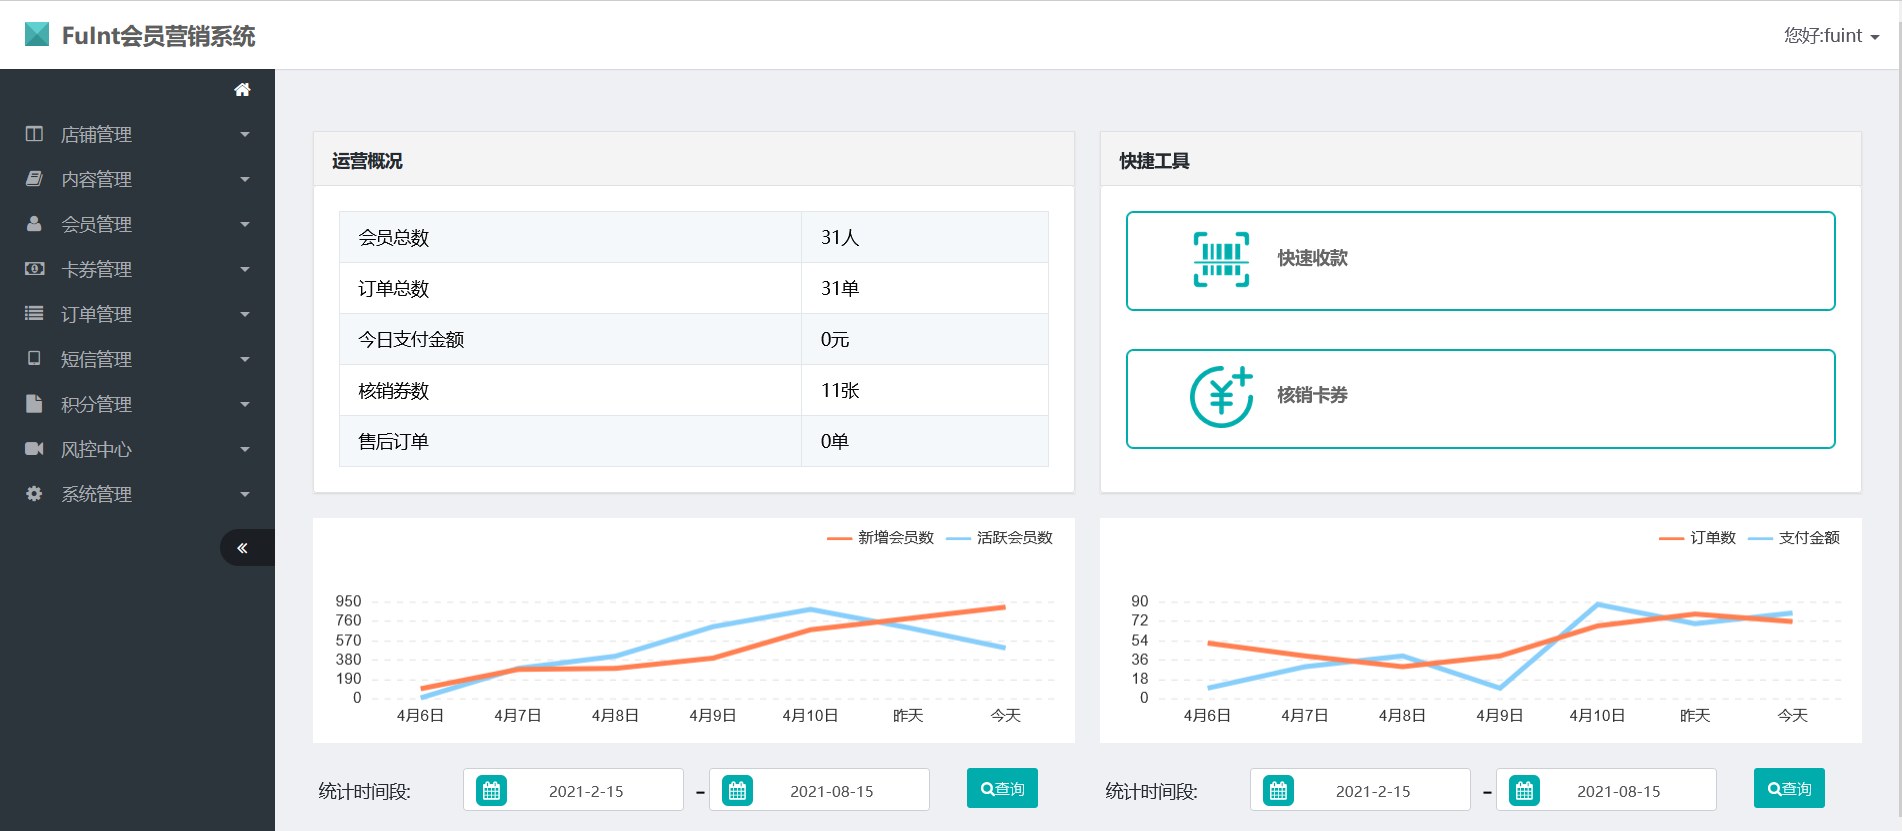 FuInt会员营销系统
您好:fuint
店铺管理
内容管理
会员管理
卡券管理
订单管理
短信管理
积分管理
风控中心
系统管理
运营概况
会员总数 31人
订单总数 31单
今日支付金额 0元
核销券数 11张
售后订单 0单
快捷工具
快速收款
核销卡券
新增会员数 活跃会员数
950
760
570
380
190
0
4月6日 4月7日 4月8日 4月9日 4月10日 昨天 今天
订单数 支付金额
90
72
54
36
18
0
4月6日 4月7日 4月8日 4月9日 4月10日 昨天 今天
统计时间段: 2021-2-15 - 2021-08-15 查询
统计时间段: 2021-2-15 - 2021-08-15 查询